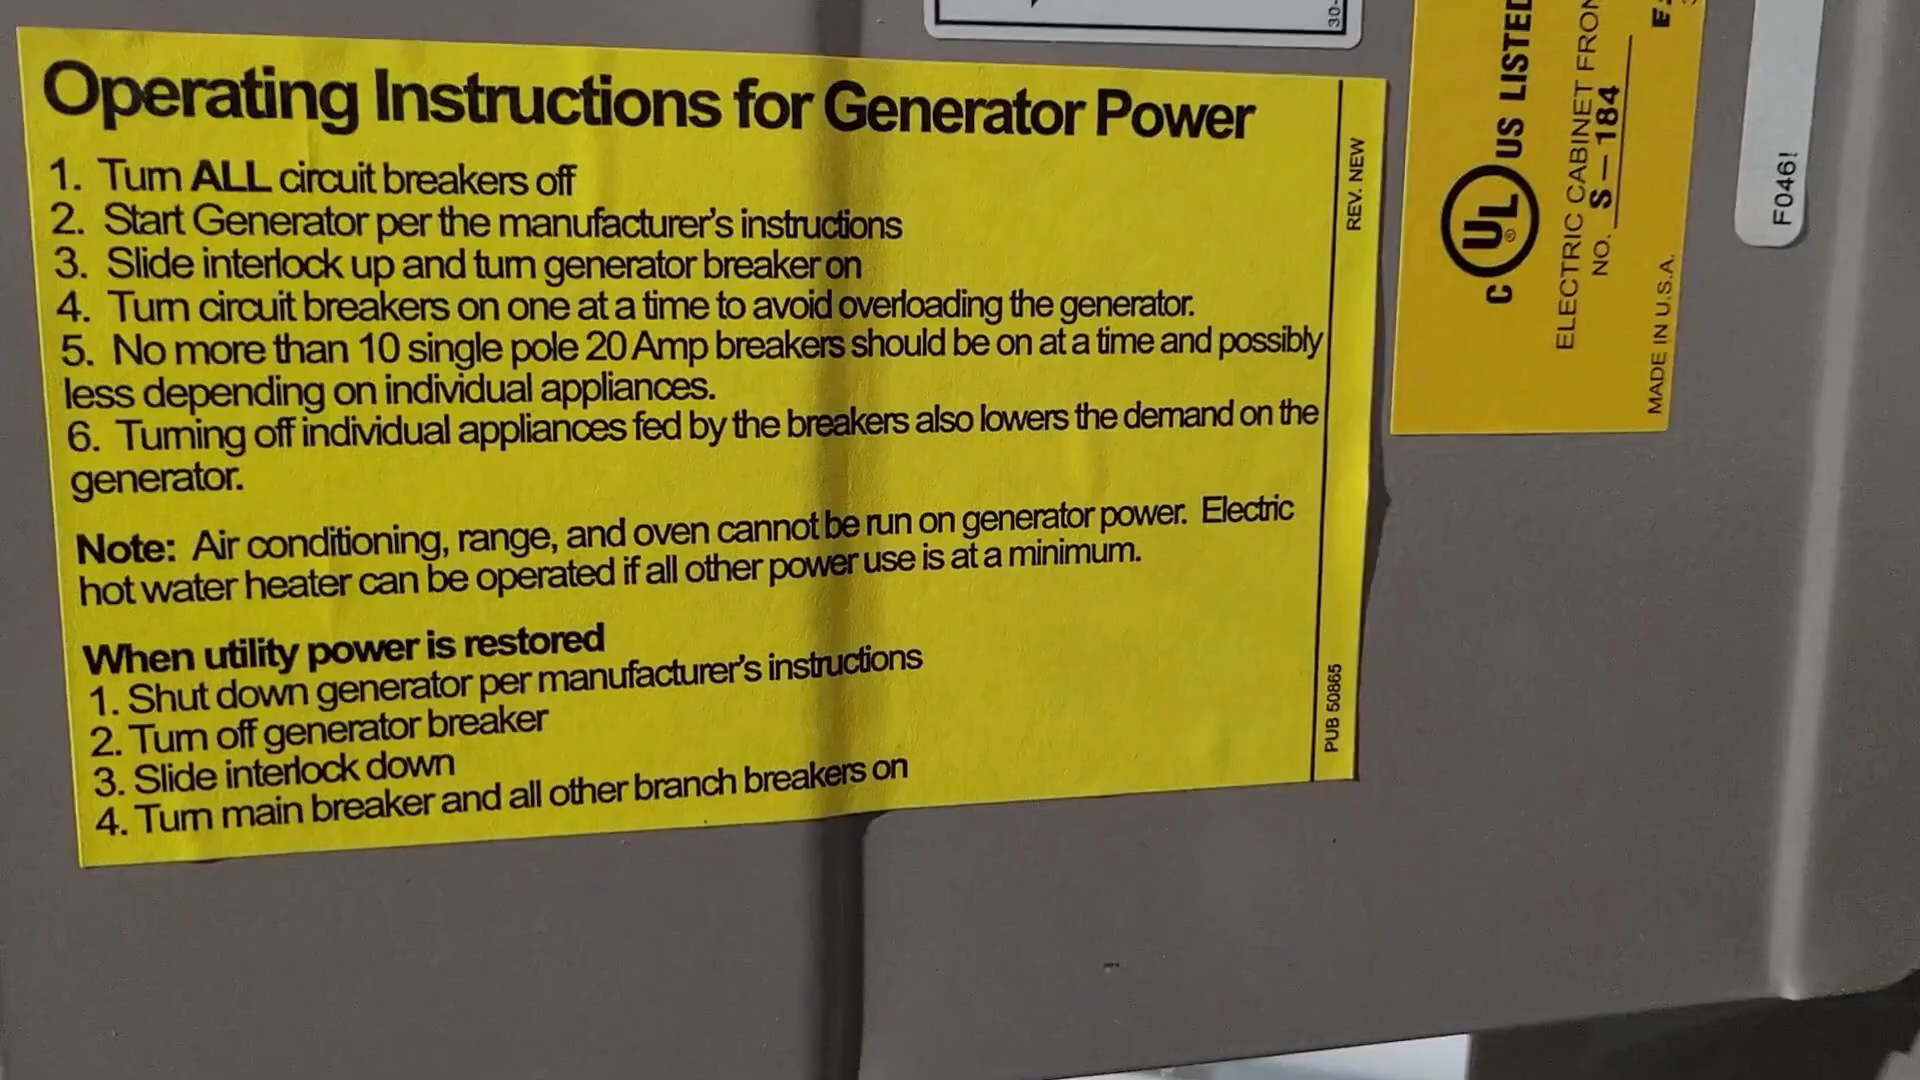 Operating Instructions for Generator Power
1. Turn ALL circuit breakers off
2. Start Generator per the manufacturer's instructions
3. Slide interlock up and turn generator breaker on
4. Turn circuit breakers on one at a time to avoid overloading the generator.
5. No more than 10 single pole 20 Amp breakers should be on at a time and possibly
less depending on individual appliances.
6. Turning off individual appliances fed by the breakers also lowers the demand on the
generator.
Note: Air conditioning, range, and oven cannot be run on generator power. Electric
hot water heater can be operated if all other power use is at a minimum.
When utility power is restored
1. Shut down generator per manufacturer's instructions
2. Turn off generator breaker
3. Slide interlock down
4. Turn main breaker and all other branch breakers on
REV. NEW
PUB 50865
30-
C UL ® US LISTED
ELECTRIC CABINET FRON
NO. S-184
MADE IN U.S.A.
F046!